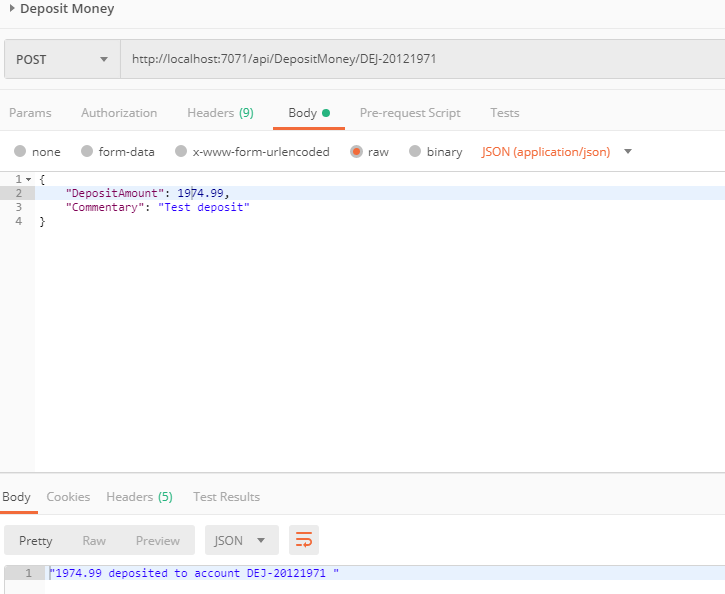 Deposit Money
POST http://localhost:7071/api/DepositMoney/DEJ-20121971
Params Authorization Headers (9) Body Pre-request Script Tests
none form-data x-www-form-urlencoded raw binary JSON (application/json)
1 {
2 "DepositAmount": 1974.99,
3 "Commentary": "Test deposit"
4 }
Body Cookies Headers (5) Test Results
Pretty Raw Preview JSON
1 "1974.99 deposited to account DEJ-20121971 "